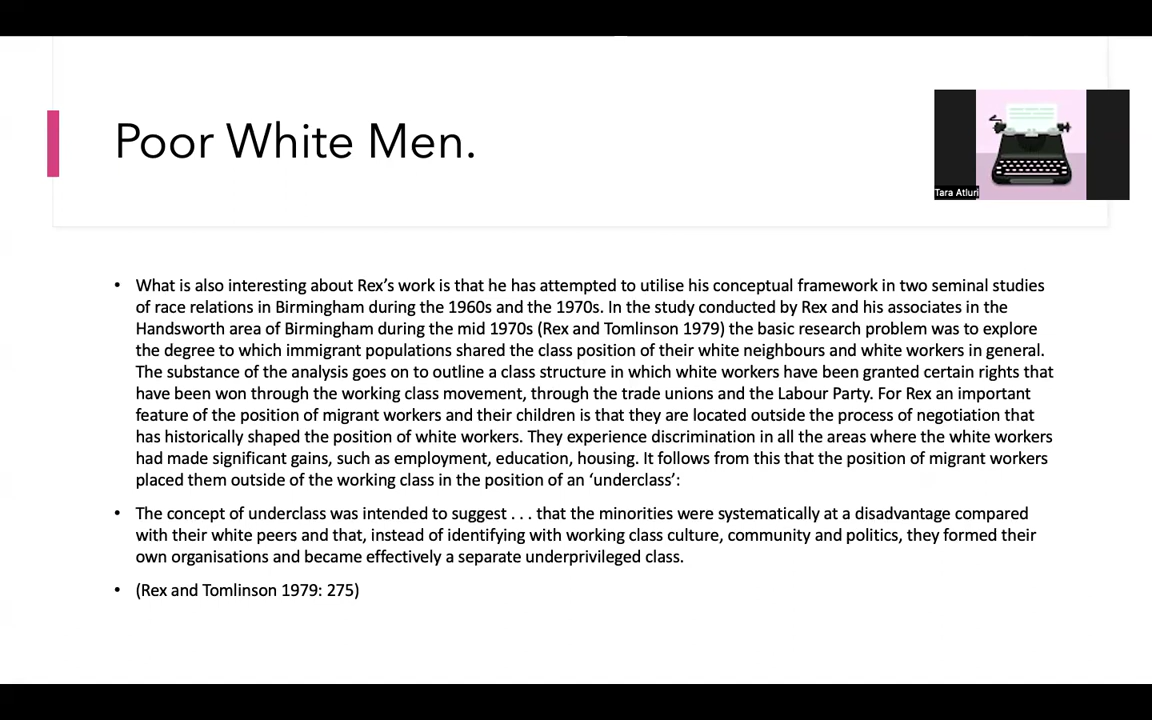 Poor White Men.
Tara Atluri
• What is also interesting about Rex's work is that he has attempted to utilise his conceptual framework in two seminal studies
of race relations in Birmingham during the 1960s and the 1970s. In the study conducted by Rex and his associates in the
Handsworth area of Birmingham during the mid 1970s (Rex and Tomlinson 1979) the basic research problem was to explore
the degree to which immigrant populations shared the class position of their white neighbours and white workers in general.
The substance of the analysis goes on to outline a class structure in which white workers have been granted certain rights that
have been won through the working class movement, through the trade unions and the Labour Party. For Rex an important
feature of the position of migrant workers and their children is that they are located outside the process of negotiation that
has historically shaped the position of white workers. They experience discrimination in all the areas where the white workers
had made significant gains, such as employment, education, housing. It follows from this that the position of migrant workers
placed them outside of the working class in the position of an ‘underclass’:
• The concept of underclass was intended to suggest . . . that the minorities were systematically at a disadvantage compared
with their white peers and that, instead of identifying with working class culture, community and politics, they formed their
own organisations and became effectively a separate underprivileged class.
• (Rex and Tomlinson 1979: 275)